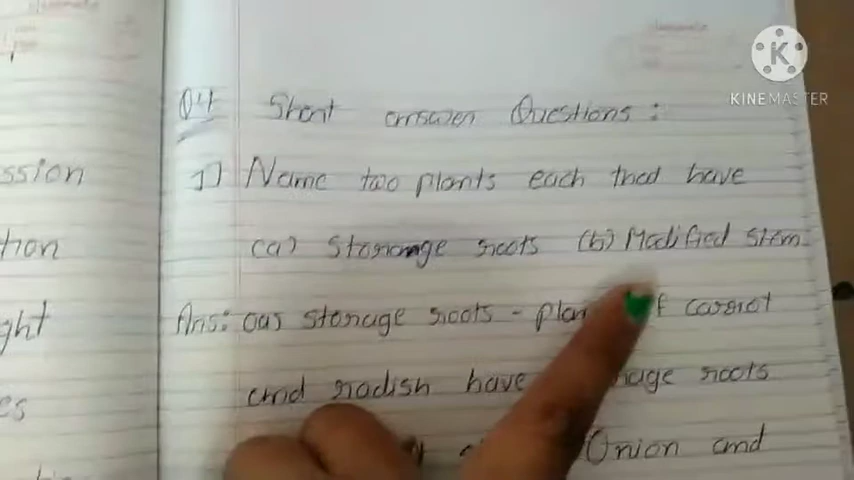 ssion
tion
ght
es
Q4 Short answer Questions :
1) Name two plants each that have
(a) Storage roots (b) Modified stem
Ans: (a) storage roots - of carrot
and radish have roots
Onion and
KINEMASTER